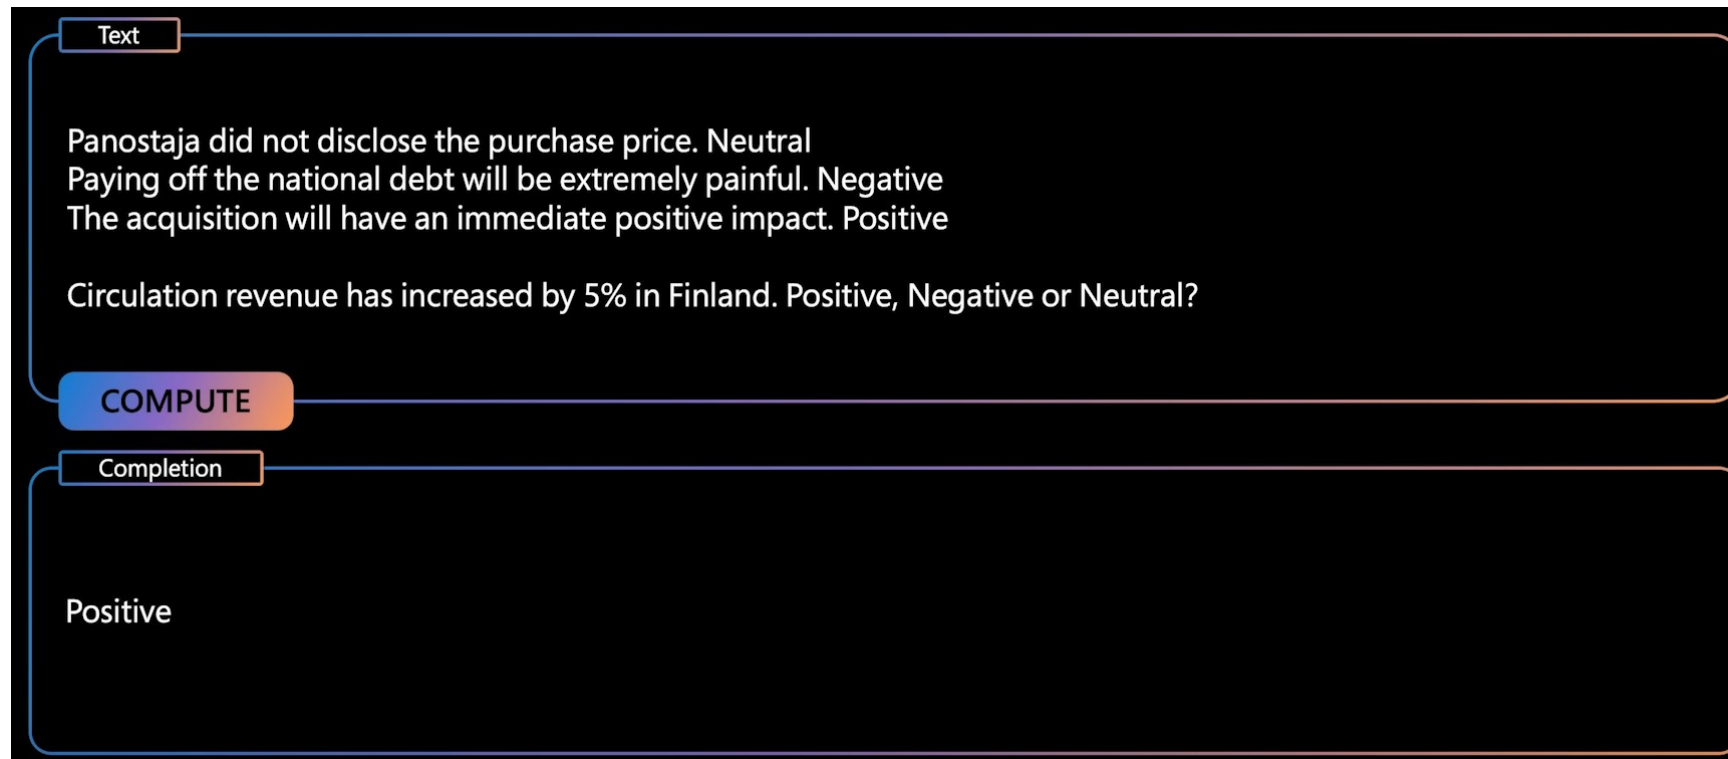 Text
Panostaja did not disclose the purchase price. Neutral
Paying off the national debt will be extremely painful. Negative
The acquisition will have an immediate positive impact. Positive
Circulation revenue has increased by 5% in Finland. Positive, Negative or Neutral?
COMPUTE
Completion
Positive